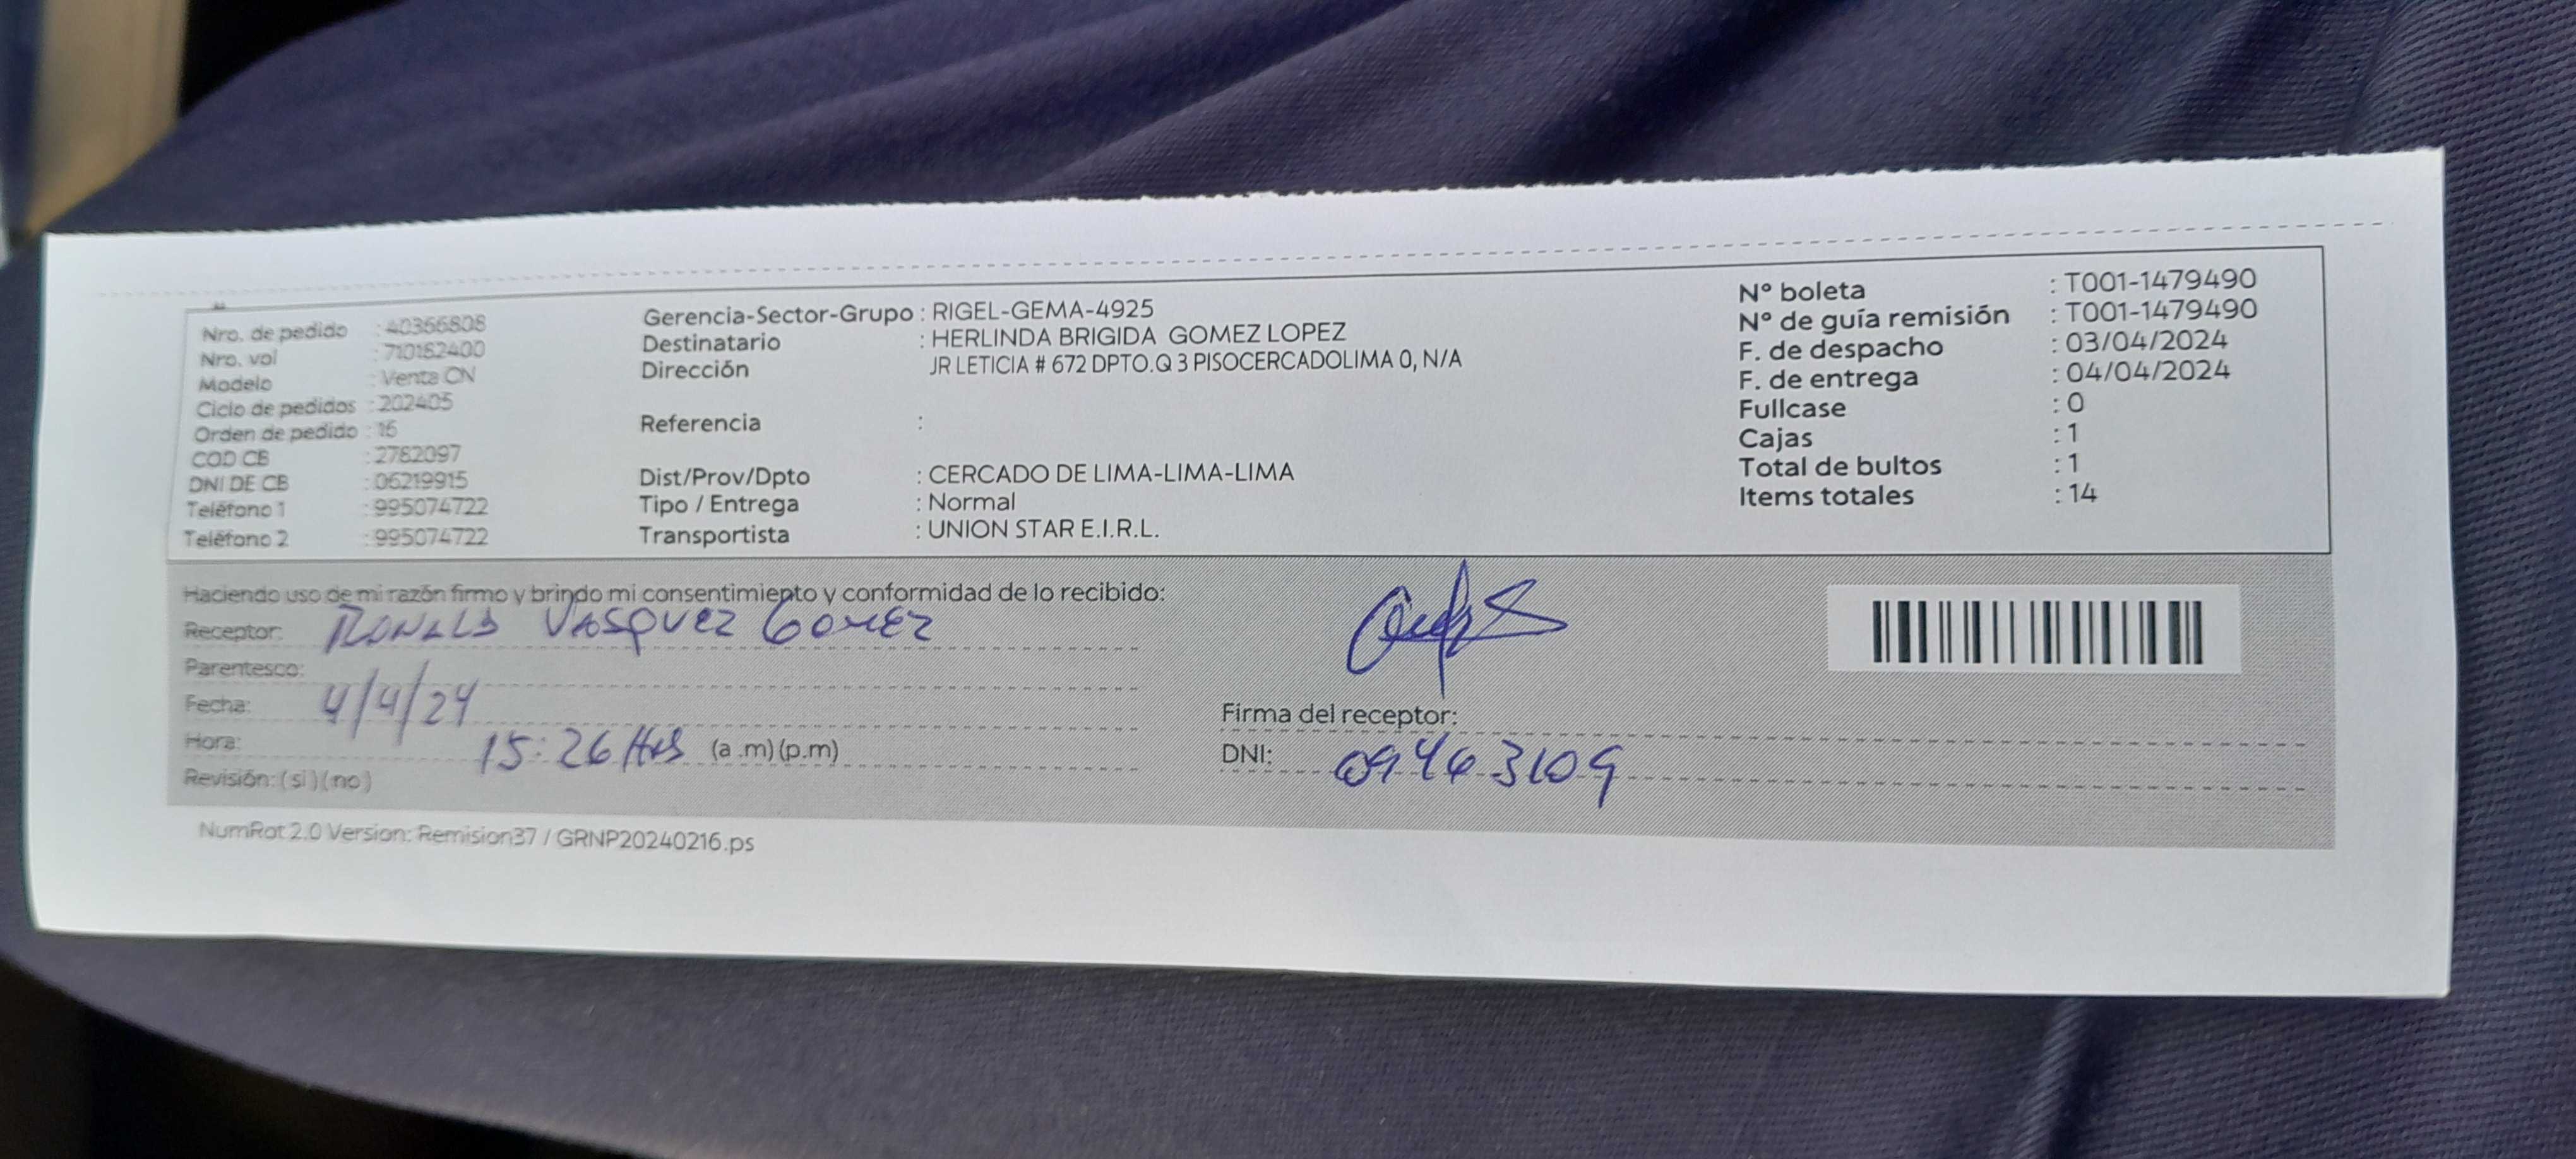 Nro. de pedido : 40366808
Nro. vol : 710162400
Modelo : Venta CN
Ciclo de pedidos : 202405
Orden de pedido : 16
COD CB : 2782097
DNI DE CB : 06219915
Teléfono 1 : 995074722
Teléfono 2 : 995074722
Gerencia-Sector-Grupo : RIGEL-GEMA-4925
Destinatario : HERLINDA BRIGIDA GOMEZ LOPEZ
Dirección JR LETICIA # 672 DPTO.Q 3 PISOCERCADOLIMA 0, N/A
Referencia :
Dist/Prov/Dpto : CERCADO DE LIMA-LIMA-LIMA
Tipo / Entrega : Normal
Transportista : UNION STAR E.I.R.L.
N° boleta : T001-1479490
N° de guía remisión : T001-1479490
F. de despacho : 03/04/2024
F. de entrega : 04/04/2024
Fullcase : 0
Cajas : 1
Total de bultos : 1
Items totales : 14
Haciendo uso de mi razón firmo y brindo mi consentimiento y conformidad de lo recibido:
Receptor: RONALD VASQUEZ GOMEZ
Parentesco:
Fecha: 4/4/24
Hora: 15:26 Hrs (a .m) (p.m)
Revisión: (si) (no)
Firma del receptor:
DNI: 09463109
NumRot 2.0 Version: Remision37 / GRNP20240216.ps